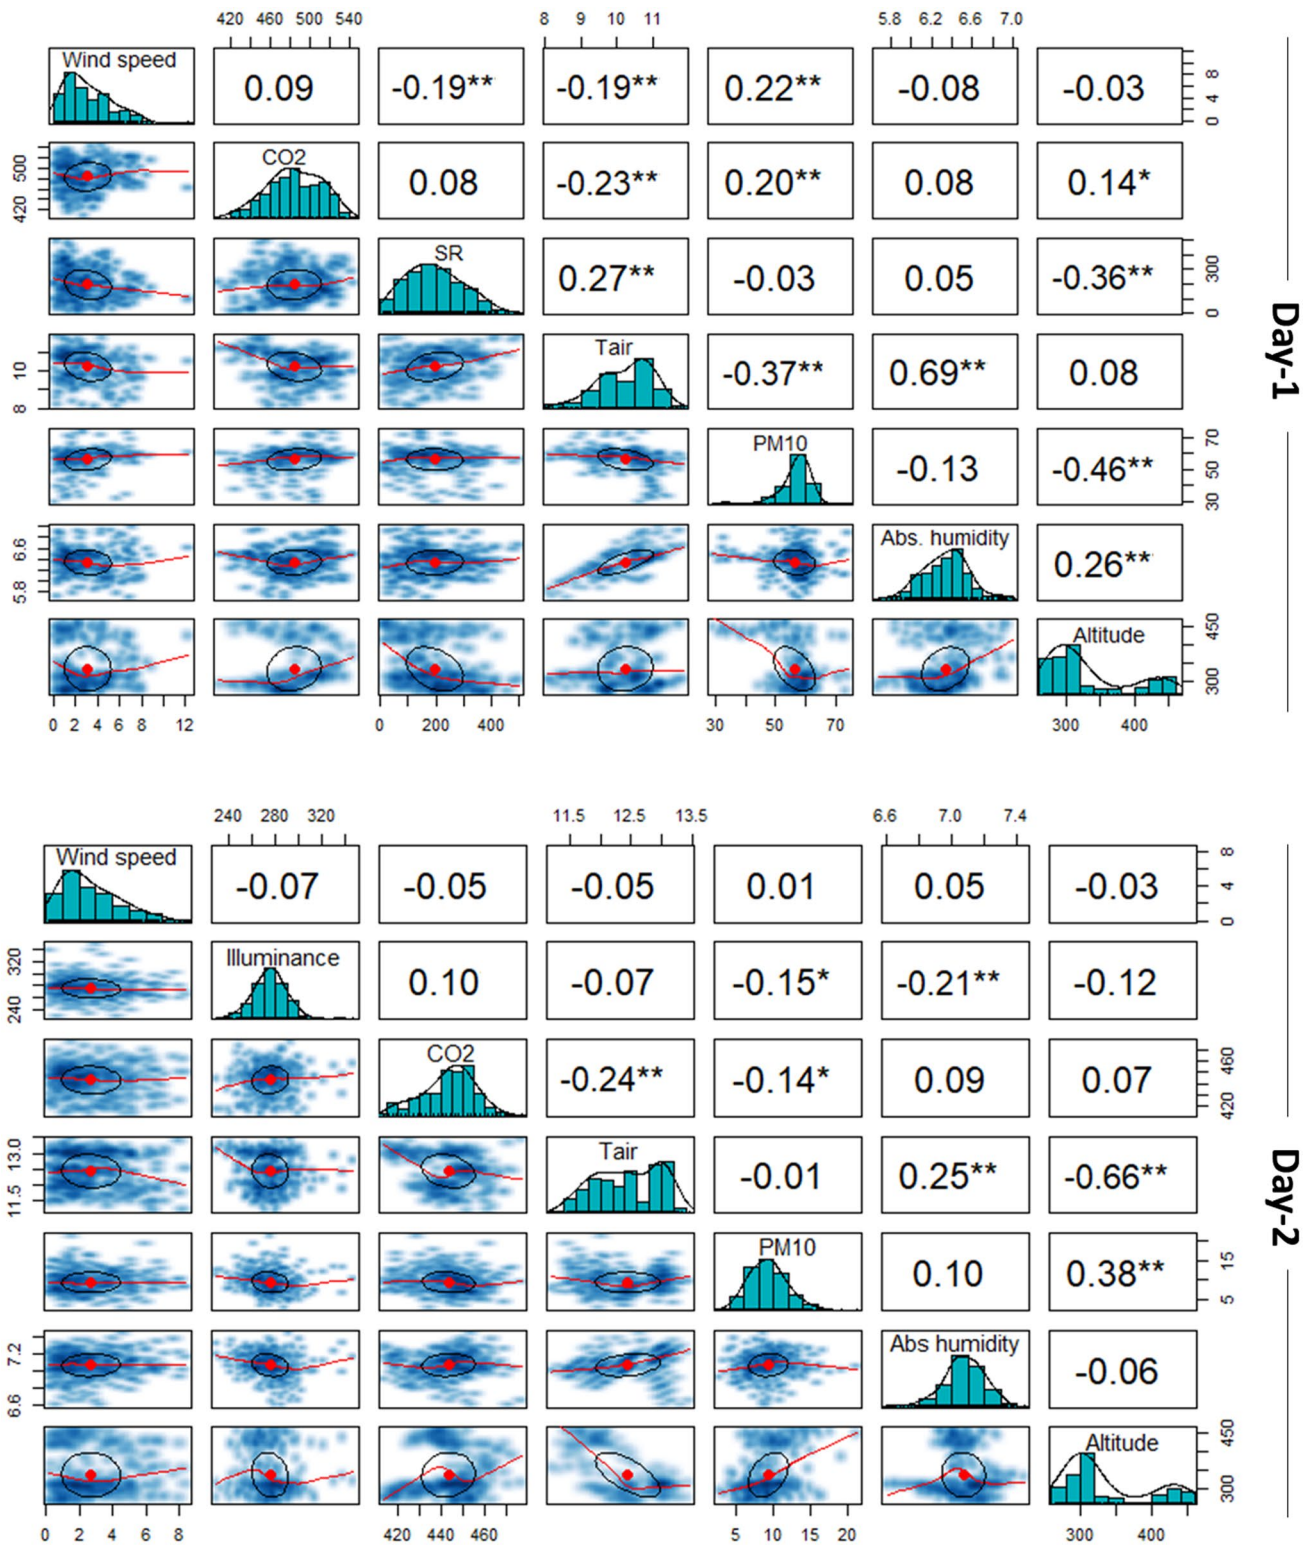 420 460 500 540 8 9 10 11 5.8 6.2 6.6 7.0
Wind speed 0.09 -0.19** -0.19** 0.22** -0.08 -0.03 8 4 0
500 420 CO2 0.08 -0.23** 0.20** 0.08 0.14*
SR 0.27** -0.03 0.05 -0.36** 300 0
10 8 Tair -0.37** 0.69** 0.08
PM10 -0.13 -0.46** 70 50 30
6.6 5.8 Abs. humidity 0.26**
Altitude 450 300
0 2 4 6 8 12 0 200 400 30 50 70 300 400
Day-1
240 280 320 11.5 12.5 13.5 6.6 7.0 7.4
Wind speed -0.07 -0.05 -0.05 0.01 0.05 -0.03 8 4 0
320 240 Illuminance 0.10 -0.07 -0.15* -0.21** -0.12
CO2 -0.24** -0.14* 0.09 0.07 460 420
13.0 11.5 Tair -0.01 0.25** -0.66**
PM10 0.10 0.38** 15 5
7.2 6.6 Abs humidity -0.06
Altitude 450 300
0 2 4 6 8 420 440 460 5 10 15 20 300 400
Day-2